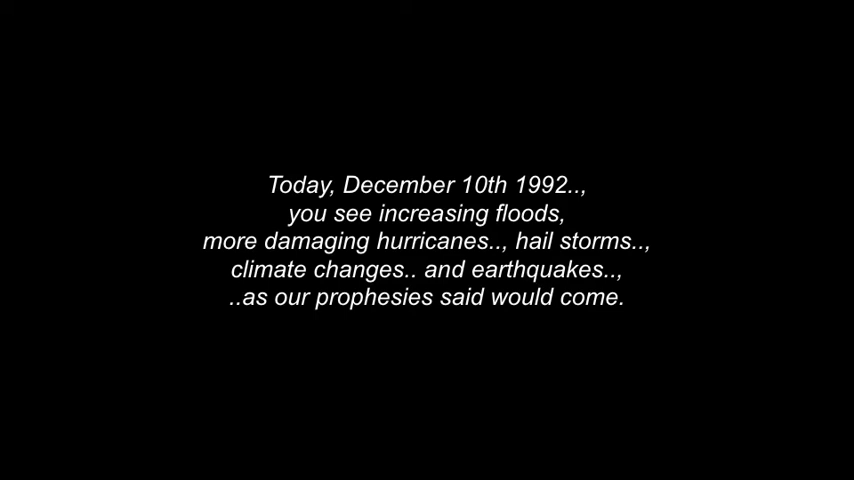 Today, December 10th 1992..,
you see increasing floods,
more damaging hurricanes.., hail storms..,
climate changes.. and earthquakes..,
..as our prophesies said would come.